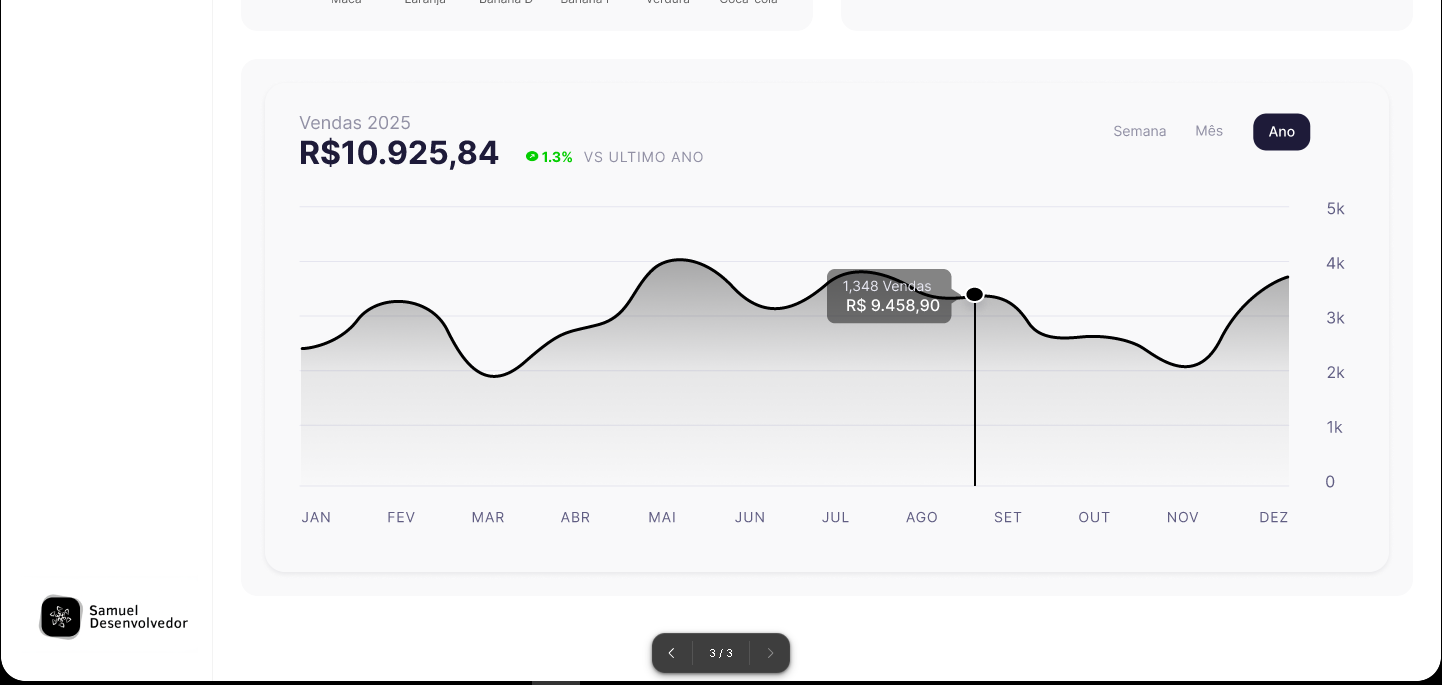 Maca Laranja Banana D Banana P Verdura Coca-cola
Vendas 2025
R$10.925,84 1.3% VS ULTIMO ANO
Semana Mês Ano
5k
4k
1,348 Vendas
R$ 9.458,90
3k
2k
1k
0
JAN FEV MAR ABR MAI JUN JUL AGO SET OUT NOV DEZ
Samuel
Desenvolvedor
3 / 3